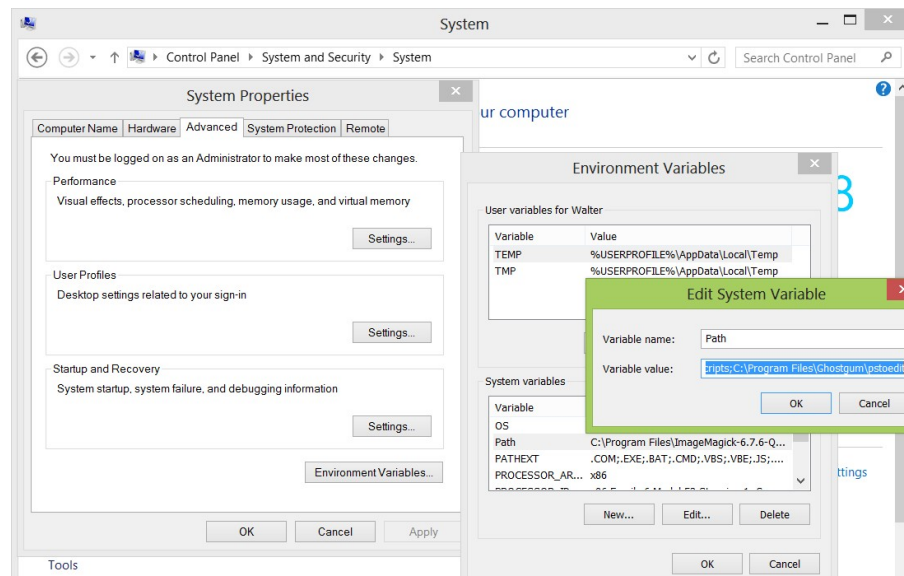 System
Control Panel System and Security System
Search Control Panel
System Properties
ur computer
Computer Name Hardware Advanced System Protection Remote
You must be logged on as an Administrator to make most of these changes.
Performance
Visual effects, processor scheduling, memory usage, and virtual memory
Settings...
User Profiles
Desktop settings related to your sign-in
Settings...
Startup and Recovery
System startup, system failure, and debugging information
Settings...
Environment Variables...
OK Cancel Apply
Tools
8
Environment Variables
User variables for Walter
Variable Value
TEMP %USERPROFILE%\AppData\Local\Temp
TMP %USERPROFILE%\AppData\Local\Temp
Edit System Variable
Variable name: Path
Variable value: cripts;C:\Program Files\Ghostgum\pstoedit
OK Cancel
System variables
Variable
OS
Path C:\Program Files\ImageMagick-6.7.6-Q...
PATHEXT .COM;.EXE;.BAT;.CMD;.VBS;.VBE;.JS;....
PROCESSOR_AR... x86
New... Edit... Delete
OK Cancel
ttings